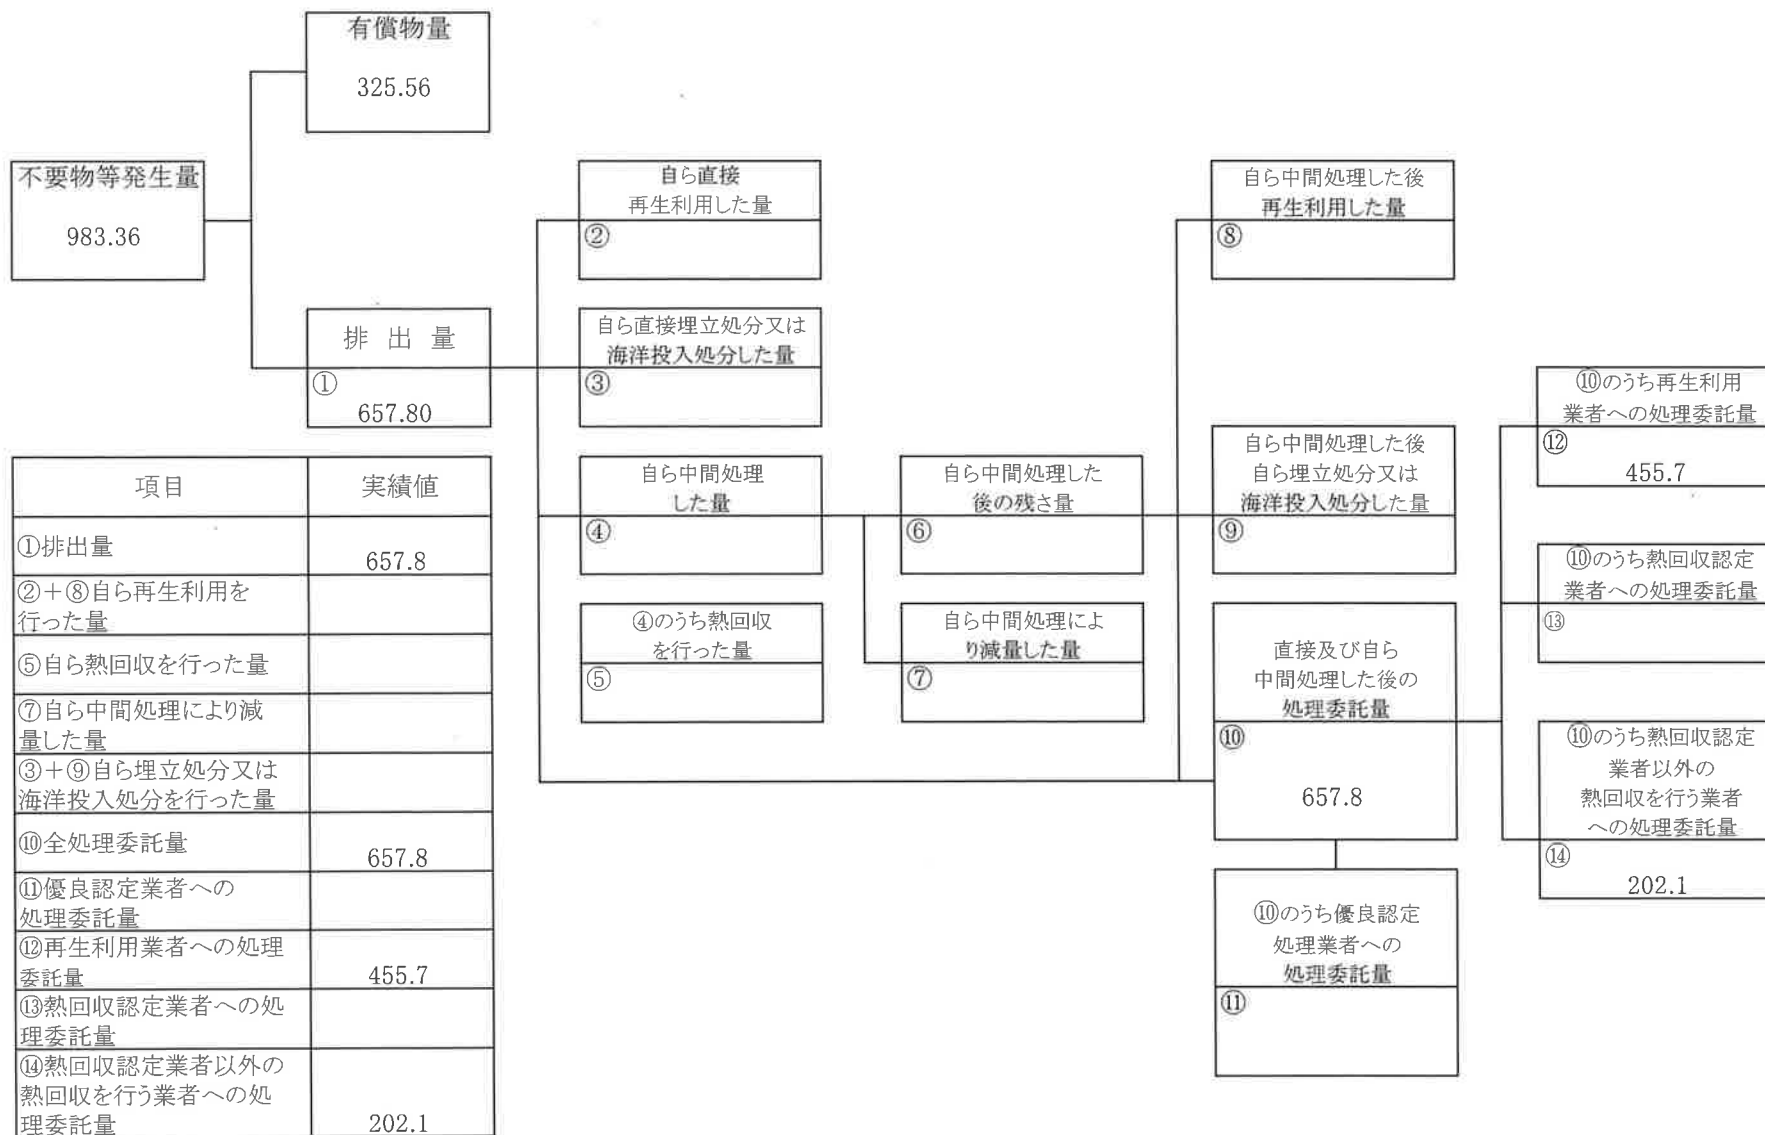 有償物量
325.56
不要物等発生量
983.36
排 出 量
①
657.80
自ら直接
再生利用した量
②
自ら直接埋立処分又は
海洋投入処分した量
③
自ら中間処理
した量
④
④のうち熱回収
を行った量
⑤
自ら中間処理した
後の残さ量
⑥
自ら中間処理によ
り減量した量
⑦
自ら中間処理した後
再生利用した量
⑧
自ら中間処理した後
自ら埋立処分又は
海洋投入処分した量
⑨
直接及び自ら
中間処理した後の
処理委託量
⑩
657.8
⑩のうち優良認定
処理業者への
処理委託量
⑪
⑩のうち再生利用
業者への処理委託量
⑫
455.7
⑩のうち熱回収認定
業者への処理委託量
⑬
⑩のうち熱回収認定
業者以外の
熱回収を行う業者
への処理委託量
⑭
202.1
項目 実績値
①排出量 657.8
②＋⑧自ら再生利用を
行った量
⑤自ら熱回収を行った量
⑦自ら中間処理により減
量した量
③＋⑨自ら埋立処分又は
海洋投入処分を行った量
⑩全処理委託量 657.8
⑪優良認定業者への
処理委託量
⑫再生利用業者への処理
委託量 455.7
⑬熱回収認定業者への処
理委託量
⑭熱回収認定業者以外の
熱回収を行う業者への処
理委託量 202.1